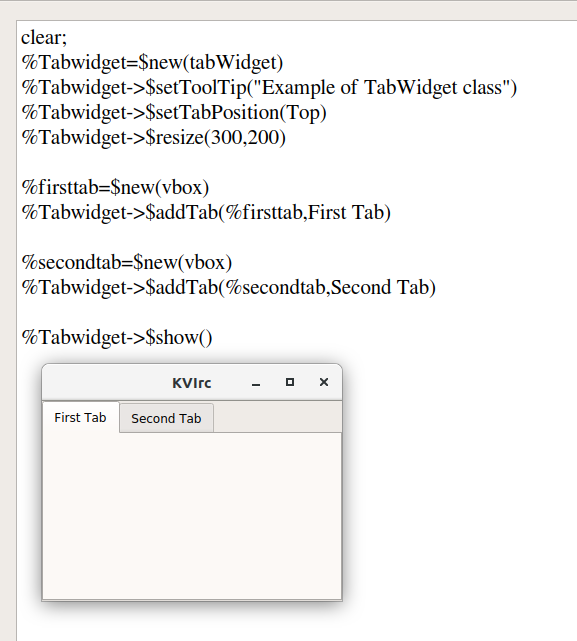 clear;
%Tabwidget=$new(tabWidget)
%Tabwidget->$setToolTip("Example of TabWidget class")
%Tabwidget->$setTabPosition(Top)
%Tabwidget->$resize(300,200)
%firsttab=$new(vbox)
%Tabwidget->$addTab(%firsttab,First Tab)
%secondtab=$new(vbox)
%Tabwidget->$addTab(%secondtab,Second Tab)
%Tabwidget->$show()
KVIrc
First Tab Second Tab